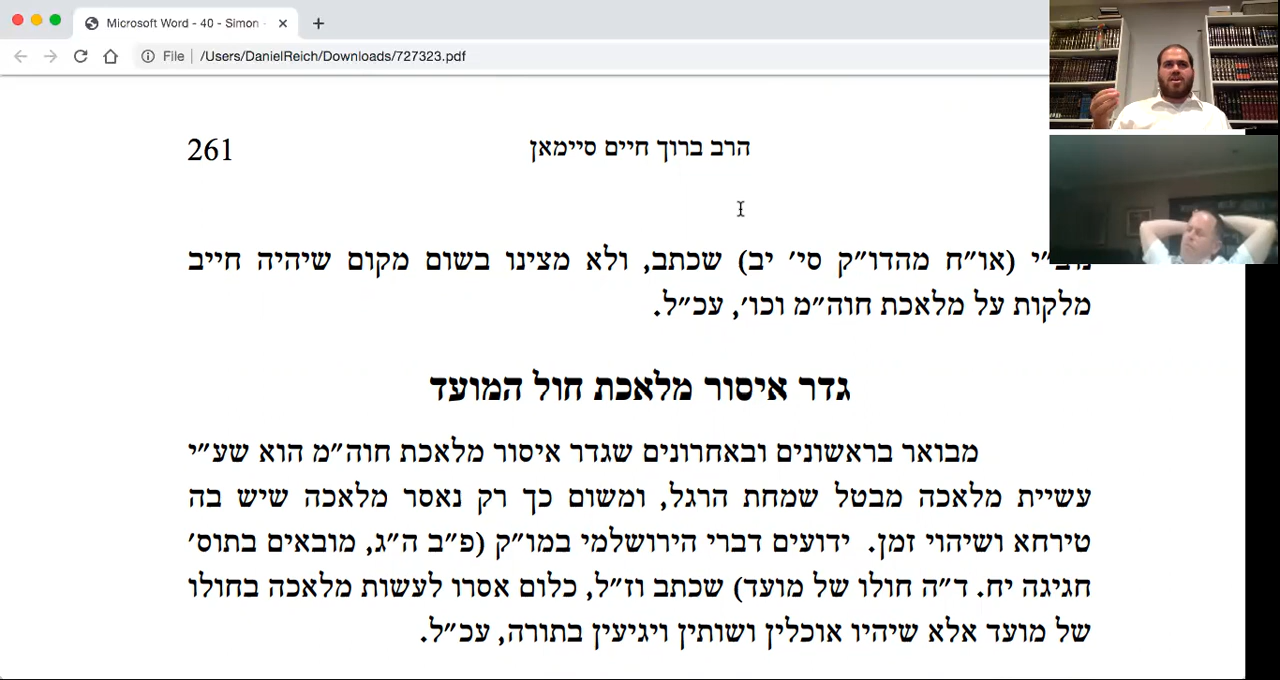 Microsoft Word - 40 - Simon -
File
/Users/DanielReich/Downloads/727323.pdf
261
הרב ברוך חיים סיימאן
(או״ח מהדו״ק סי׳ יב) שכתב, ולא מצינו בשום מקום שיהיה חייב
מלקות על מלאכת חוה״מ וכו׳, עכ״ל.
גדר איסור מלאכת חול המועד
מבואר בראשונים ובאחרונים שגדר איסור מלאכת חוה״מ הוא שע״י
עשיית מלאכה מבטל שמחת הרגל, ומשום כך רק נאסר מלאכה שיש בה
טירחא ושיהוי זמן. ידועים דברי הירושלמי במו״ק (פ״ב ה״ג, מובאים בתוס׳
חגיגה יח. ד״ה חולו של מועד) שכתב וז״ל, כלום אסרו לעשות מלאכה בחולו
של מועד אלא שיהיו אוכלין ושותין ויגיעין בתורה, עכ״ל.